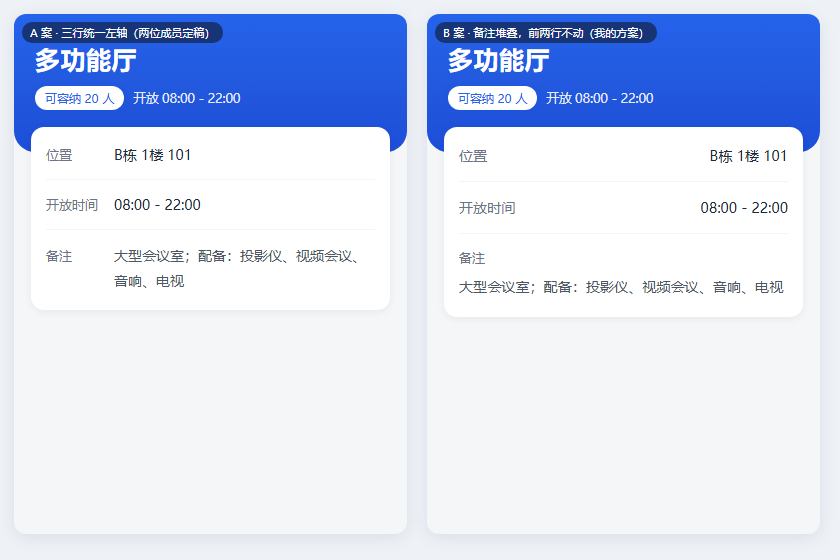 A 案 · 三行统一左轴（两位成员定稿）
多功能厅
可容纳 20 人 开放 08:00 - 22:00
位置 B栋 1楼 101
开放时间 08:00 - 22:00
备注 大型会议室；配备：投影仪、视频会议、
音响、电视
B 案 · 备注堆叠，前两行不动（我的方案）
多功能厅
可容纳 20 人 开放 08:00 - 22:00
位置 B栋 1楼 101
开放时间 08:00 - 22:00
备注
大型会议室；配备：投影仪、视频会议、音响、电视